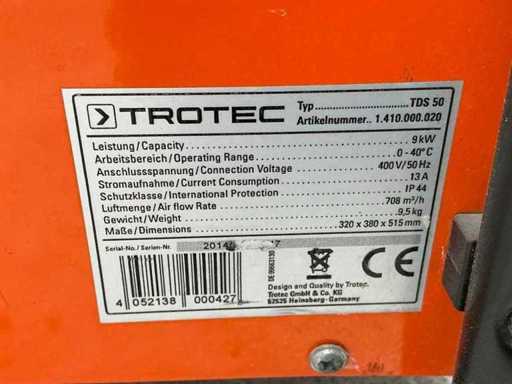 TROTEC
Typ ............................ TDS 50
Artikelnummer.. 1.410.000.020
Leistung/Capacity ............................ 9 kW
Arbeitsbereich/Operating Range ............................ 0 - 40°C
Anschlussspannung/Connection Voltage ............................ 400 V/50 Hz
Stromaufnahme/Current Consumption ............................ 13 A
Schutzklasse/International Protection ............................ IP 44
Luftmenge/Air flow Rate ............................ 708 m³/h
Gewicht/Weight ............................ 9,5 kg
Maße/Dimensions ............................ 320 x 380 x 515 mm
Serial-No./Serien-Nr.
4 052138 000427
Design and Quality by Trotec
Trotec GmbH & Co. KG
52525 Heinsberg-Germany
CE